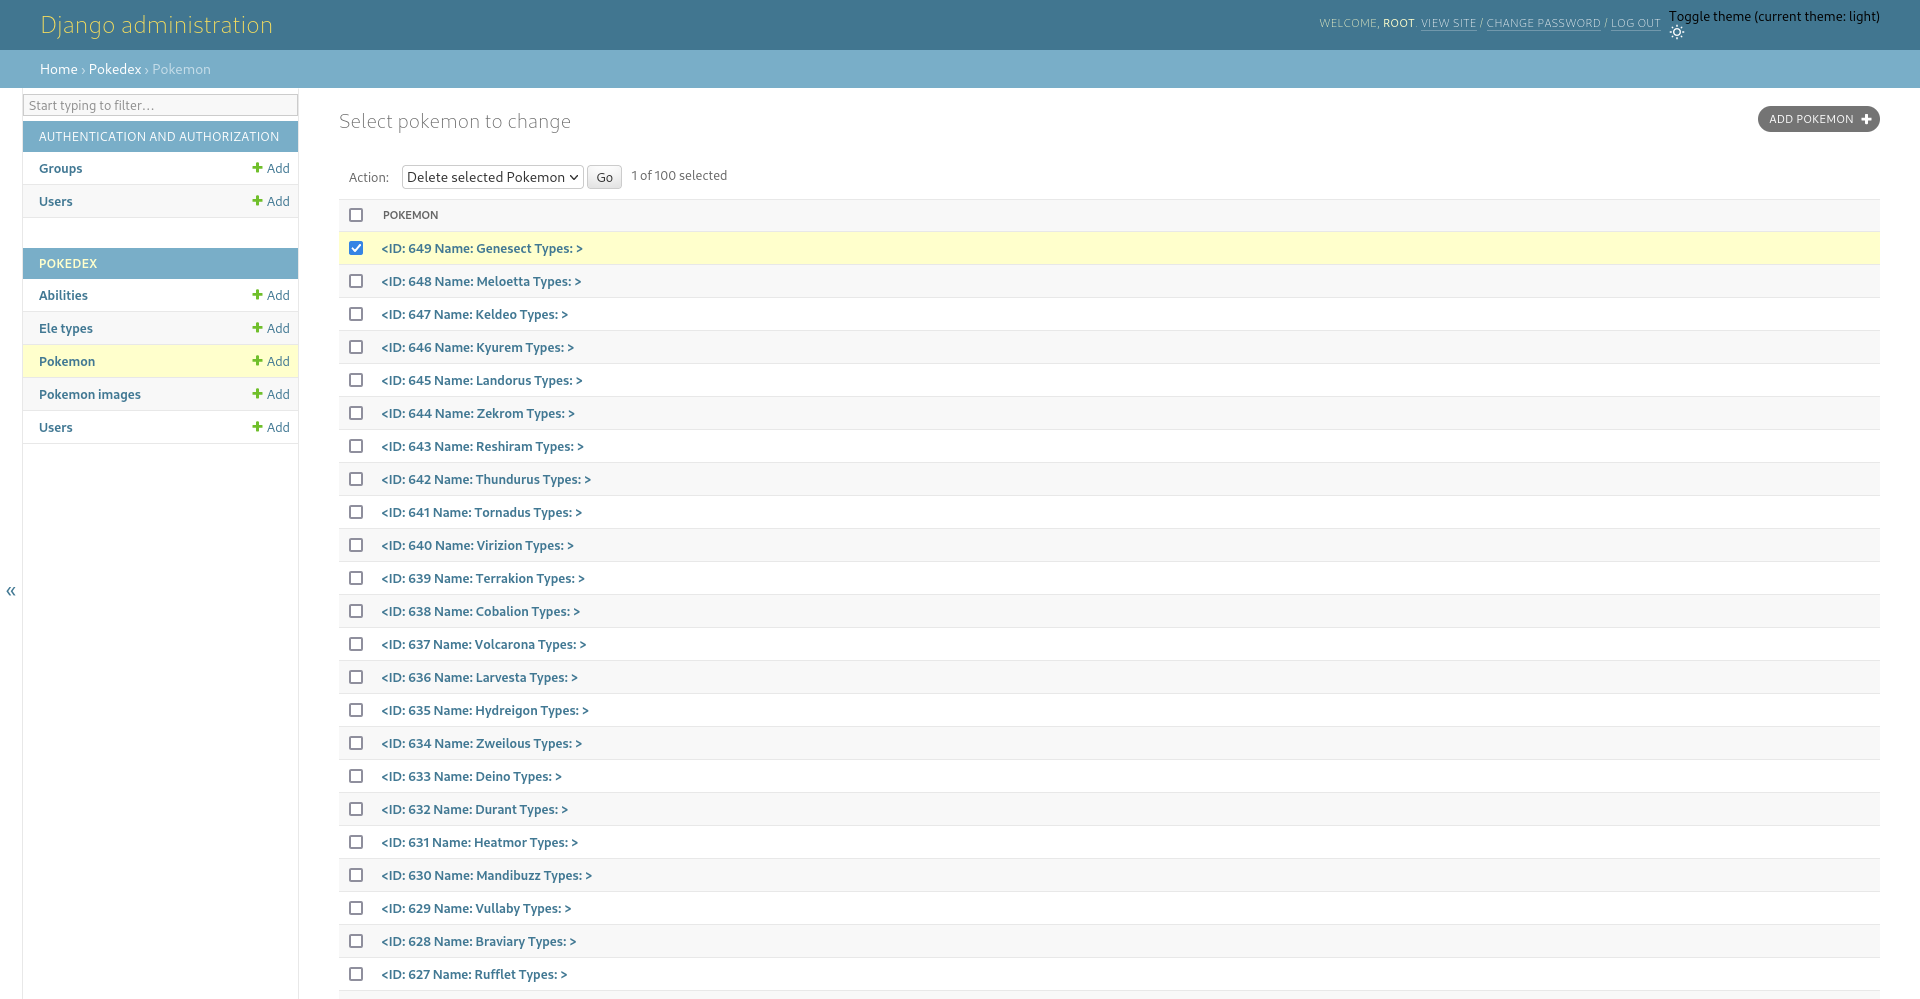 Django administration
WELCOME, ROOT. VIEW SITE / CHANGE PASSWORD / LOG OUT
Toggle theme (current theme: light)
Home › Pokedex › Pokemon
Start typing to filter…
AUTHENTICATION AND AUTHORIZATION
Groups + Add
Users + Add
POKEDEX
Abilities + Add
Ele types + Add
Pokemon + Add
Pokemon images + Add
Users + Add
«
Select pokemon to change
ADD POKEMON +
Action: Delete selected Pokemon Go 1 of 100 selected
POKEMON
<ID: 649 Name: Genesect Types: >
<ID: 648 Name: Meloetta Types: >
<ID: 647 Name: Keldeo Types: >
<ID: 646 Name: Kyurem Types: >
<ID: 645 Name: Landorus Types: >
<ID: 644 Name: Zekrom Types: >
<ID: 643 Name: Reshiram Types: >
<ID: 642 Name: Thundurus Types: >
<ID: 641 Name: Tornadus Types: >
<ID: 640 Name: Virizion Types: >
<ID: 639 Name: Terrakion Types: >
<ID: 638 Name: Cobalion Types: >
<ID: 637 Name: Volcarona Types: >
<ID: 636 Name: Larvesta Types: >
<ID: 635 Name: Hydreigon Types: >
<ID: 634 Name: Zweilous Types: >
<ID: 633 Name: Deino Types: >
<ID: 632 Name: Durant Types: >
<ID: 631 Name: Heatmor Types: >
<ID: 630 Name: Mandibuzz Types: >
<ID: 629 Name: Vullaby Types: >
<ID: 628 Name: Braviary Types: >
<ID: 627 Name: Rufflet Types: >